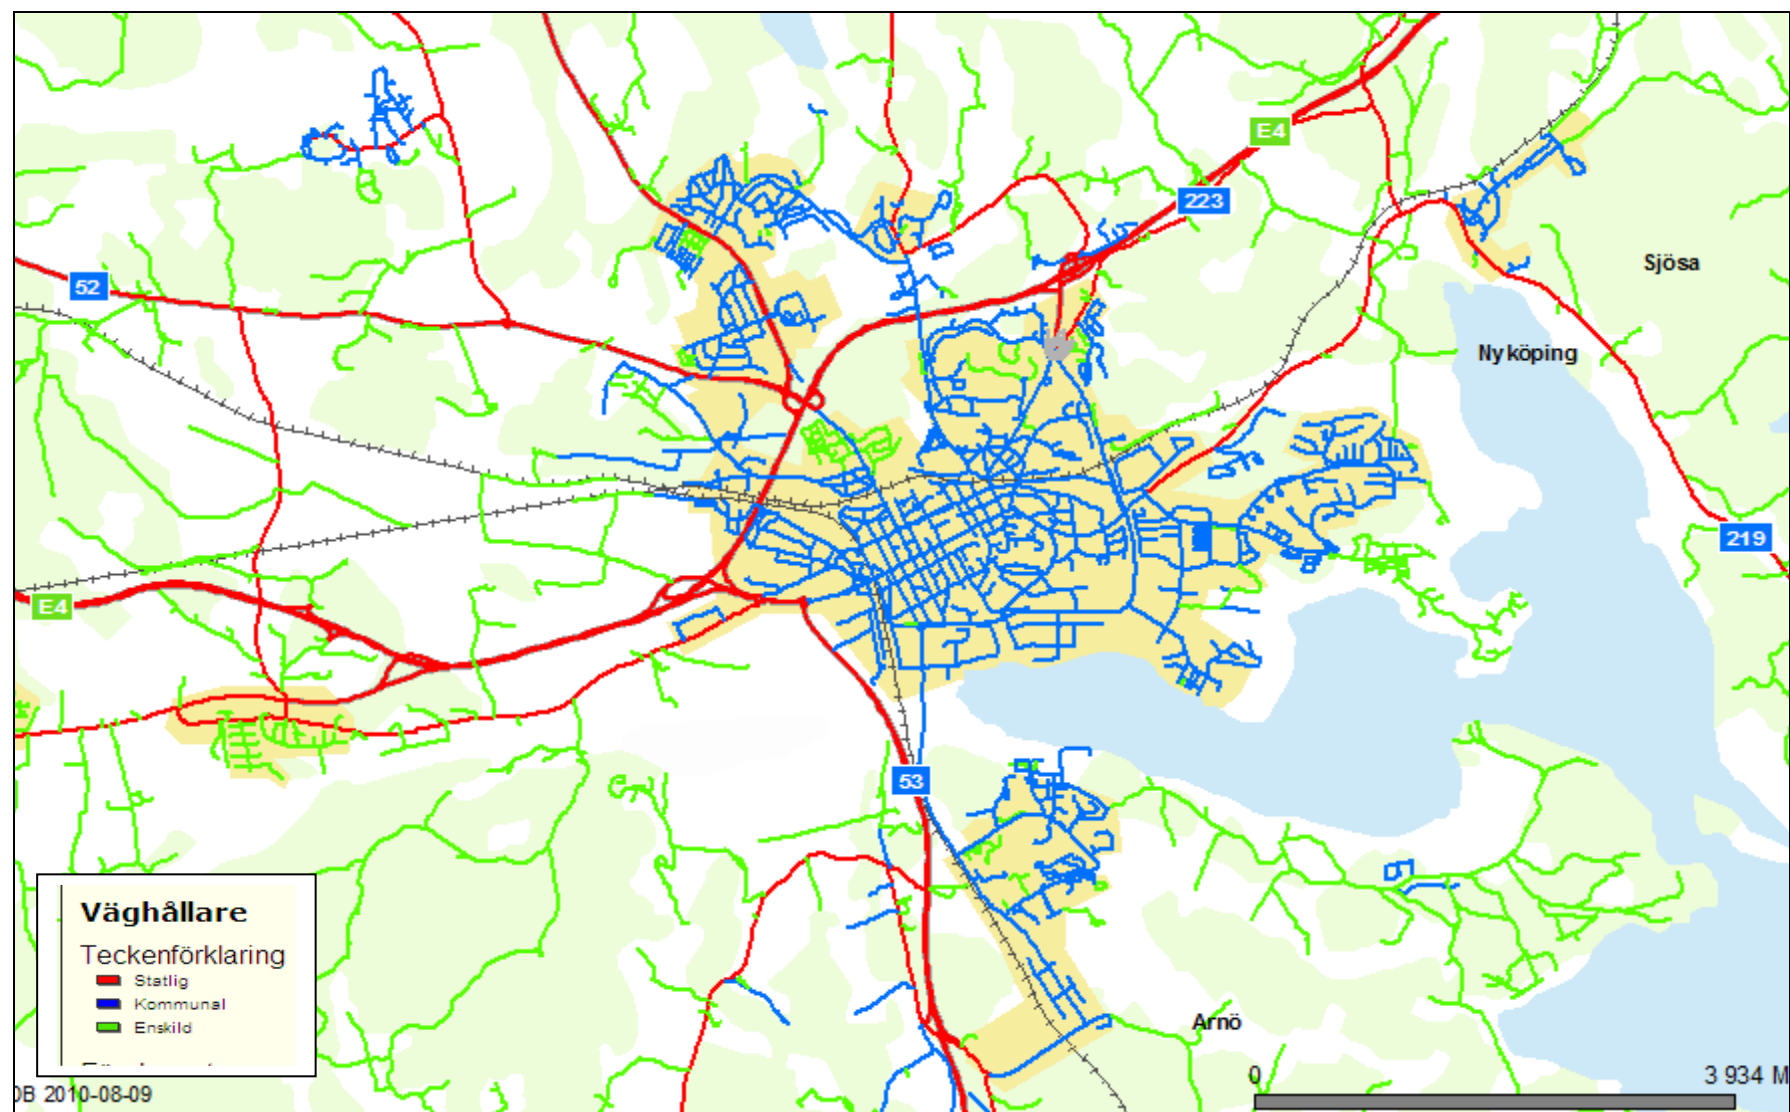 E4
223
52
Sjösa
Nyköping
219
E4
53
Väghållare
Teckenförklaring
Statlig
Kommunal
Enskild
Arnö
0
3 934 M
DB 2010-08-09